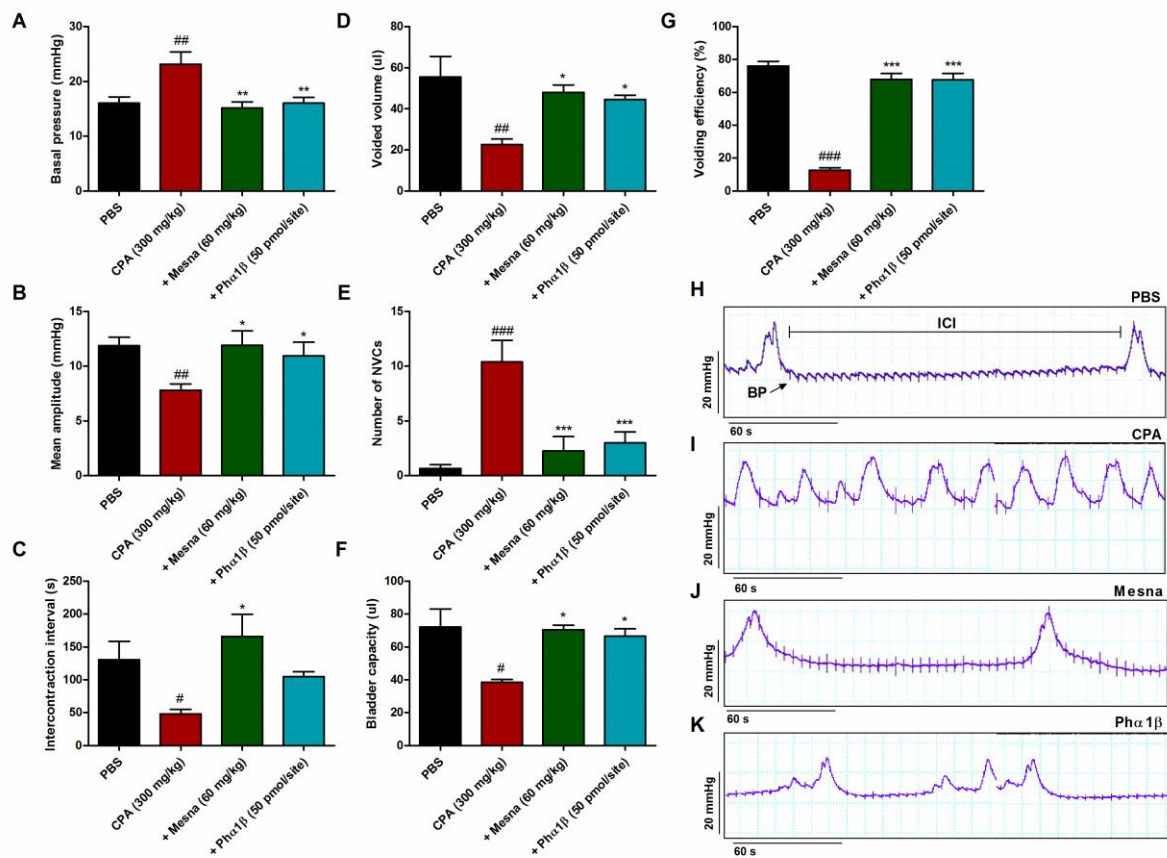 A
Basal pressure (mmHg)
30
20
10
0
##
**
**
PBS
CPA (300 mg/kg)
+ Mesna (60 mg/kg)
+ Phα1β (50 pmol/site)
B
Mean amplitude (mmHg)
15
10
5
0
##
*
*
PBS
CPA (300 mg/kg)
+ Mesna (60 mg/kg)
+ Phα1β (50 pmol/site)
C
Intercontraction interval (s)
250
200
150
100
50
0
#
*
PBS
CPA (300 mg/kg)
+ Mesna (60 mg/kg)
+ Phα1β (50 pmol/site)
D
Voided volume (ul)
80
60
40
20
0
##
*
*
PBS
CPA (300 mg/kg)
+ Mesna (60 mg/kg)
+ Phα1β (50 pmol/site)
E
Number of NVCs
15
10
5
0
###
***
***
PBS
CPA (300 mg/kg)
+ Mesna (60 mg/kg)
+ Phα1β (50 pmol/site)
F
Bladder capacity (ul)
100
80
60
40
20
0
#
*
*
PBS
CPA (300 mg/kg)
+ Mesna (60 mg/kg)
+ Phα1β (50 pmol/site)
G
Voiding efficiency (%)
100
80
60
40
20
0
###
***
***
PBS
CPA (300 mg/kg)
+ Mesna (60 mg/kg)
+ Phα1β (50 pmol/site)
H
PBS
ICI
BP
20 mmHg
60 s
I
CPA
20 mmHg
60 s
J
Mesna
20 mmHg
60 s
K
Phα1β
20 mmHg
60 s